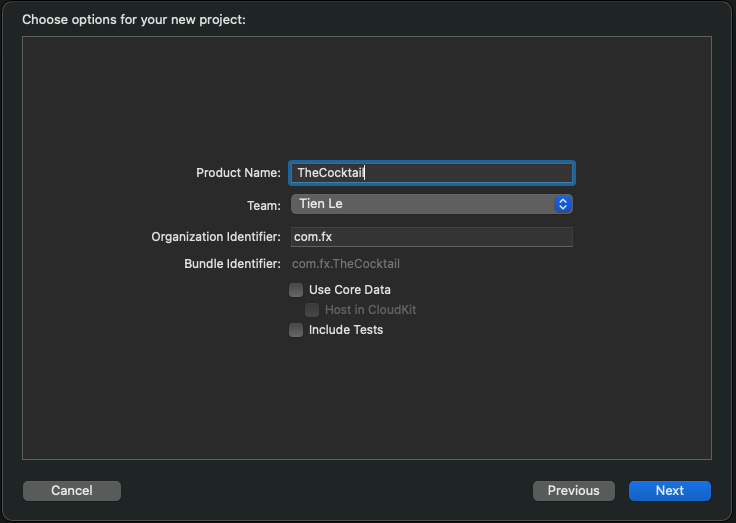 Choose options for your new project:
Product Name: TheCocktail
Team: Tien Le
Organization Identifier: com.fx
Bundle Identifier: com.fx.TheCocktail
Use Core Data
Host in CloudKit
Include Tests
Cancel Previous Next